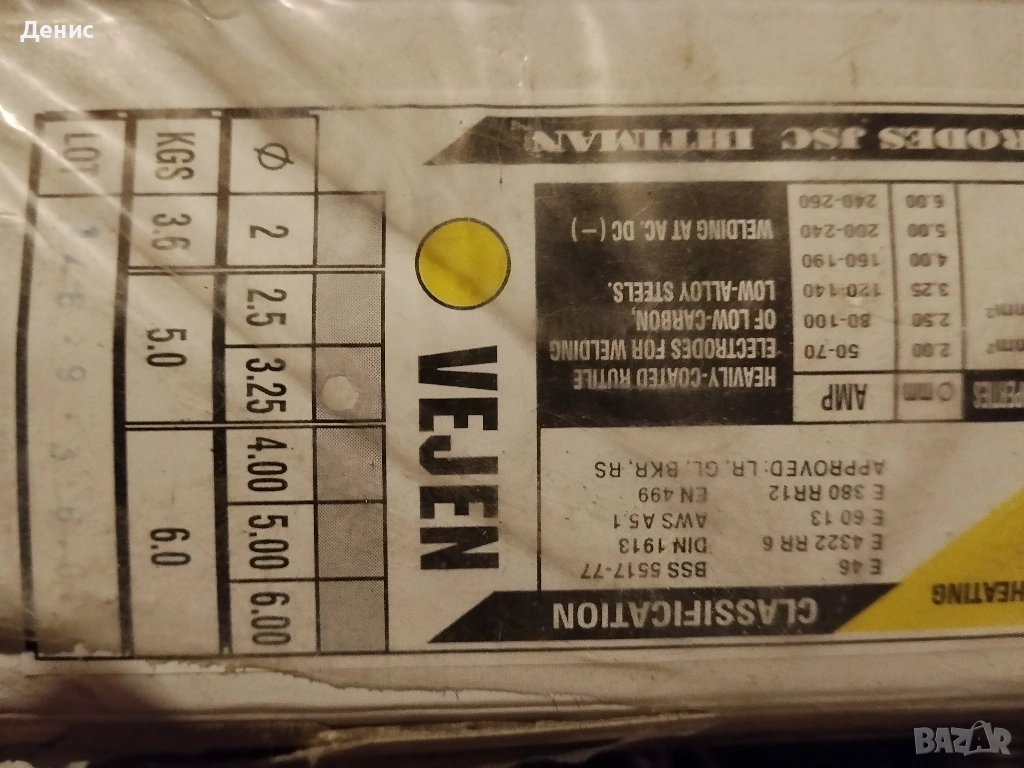 Денис
RODES JSC IHTIMAN
CLASSIFICATION
E 46 BSS 5517-77
E 4322 RR 6 DIN 1913
E 60 13 AWS A5.1
E 380 RR12 EN 499
APPROVED: LR, GL, BKR, RS
HEAVILY-COATED RUTILE
ELECTRODES FOR WELDING
OF LOW-CARBON,
LOW-ALLOY STEELS.
WELDING AT AC, DC (−)
∅ mm AMP
2.00 50-70
2.50 80-100
3.25 120-140
4.00 160-190
5.00 200-240
6.00 240-260
HEATING
VEJEN
∅ 2 2.5 3.25 4.00 5.00 6.00
KGS 3.6 5.0 6.0
LOT
BAZAR